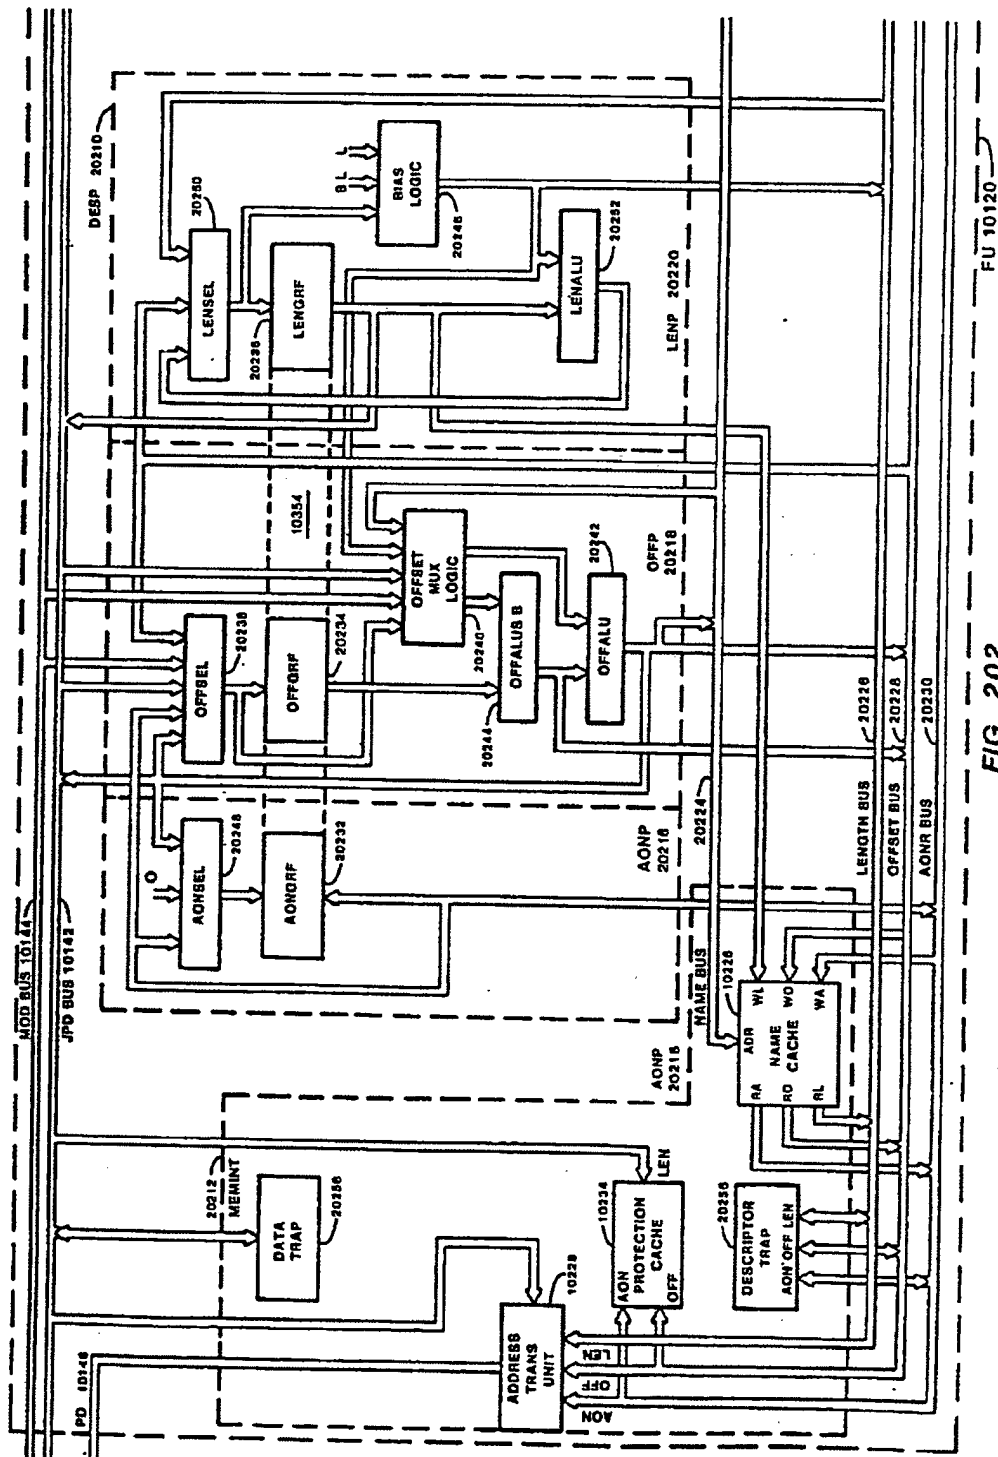 MOD BUS 10144
JPD BUS 10142
PD 10146
DESP 20210
20212
MEMINT
DATA
TRAP
20256
ADDRESS
TRANS
UNIT
10228
AON
OFF
LEN
AON
PROTECTION
CACHE
OFF
LEN
10234
DESCRIPTOR
TRAP
AON OFF LEN
20256
AONP
20216
NAME BUS
20224
10226
ADR
NAME
CACHE
RA
RO
RL
WL
WO
WA
O
AONSEL
20248
AONGRF
20232
AONP
20216
OFFSEL
20238
OFFGRF
20234
10354
OFFSET
MUX
LOGIC
20240
OFFALUS B
20244
OFFALU
20242
OFFP
20218
LENSEL
20250
LENGRF
20236
B L L
BIAS
LOGIC
20246
LENALU
20252
LENP 20220
LENGTH BUS 20226
OFFSET BUS 20228
AONR BUS 20230
FU 10120
FIG. 202